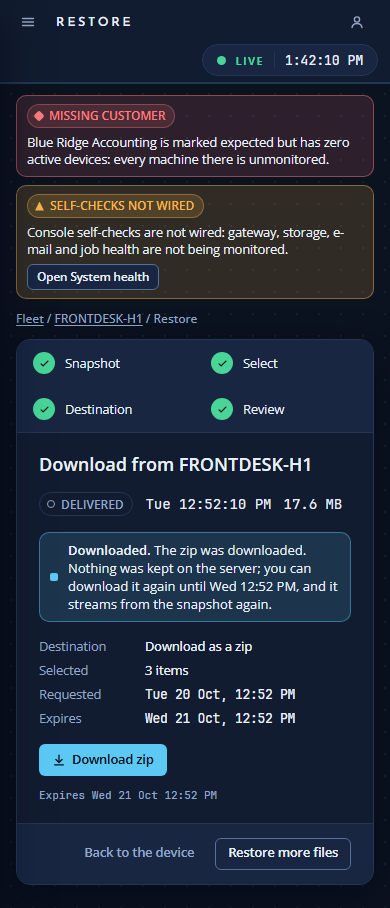 RESTORE
LIVE 1:42:10 PM
MISSING CUSTOMER
Blue Ridge Accounting is marked expected but has zero
active devices: every machine there is unmonitored.
SELF-CHECKS NOT WIRED
Console self-checks are not wired: gateway, storage, e-
mail and job health are not being monitored.
Open System health
Fleet / FRONTDESK-H1 / Restore
Snapshot
Select
Destination
Review
Download from FRONTDESK-H1
DELIVERED Tue 12:52:10 PM 17.6 MB
Downloaded. The zip was downloaded.
Nothing was kept on the server; you can
download it again until Wed 12:52 PM, and it
streams from the snapshot again.
Destination Download as a zip
Selected 3 items
Requested Tue 20 Oct, 12:52 PM
Expires Wed 21 Oct, 12:52 PM
Download zip
Expires Wed 21 Oct 12:52 PM
Back to the device
Restore more files